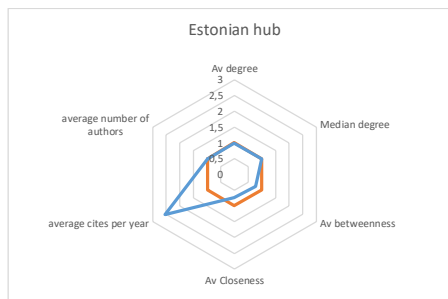 Estonian hub
Av degree
3
2,5
2
1,5
1
0,5
0
Median degree
Av betweenness
Av Closeness
average cites per year
average number of
authors